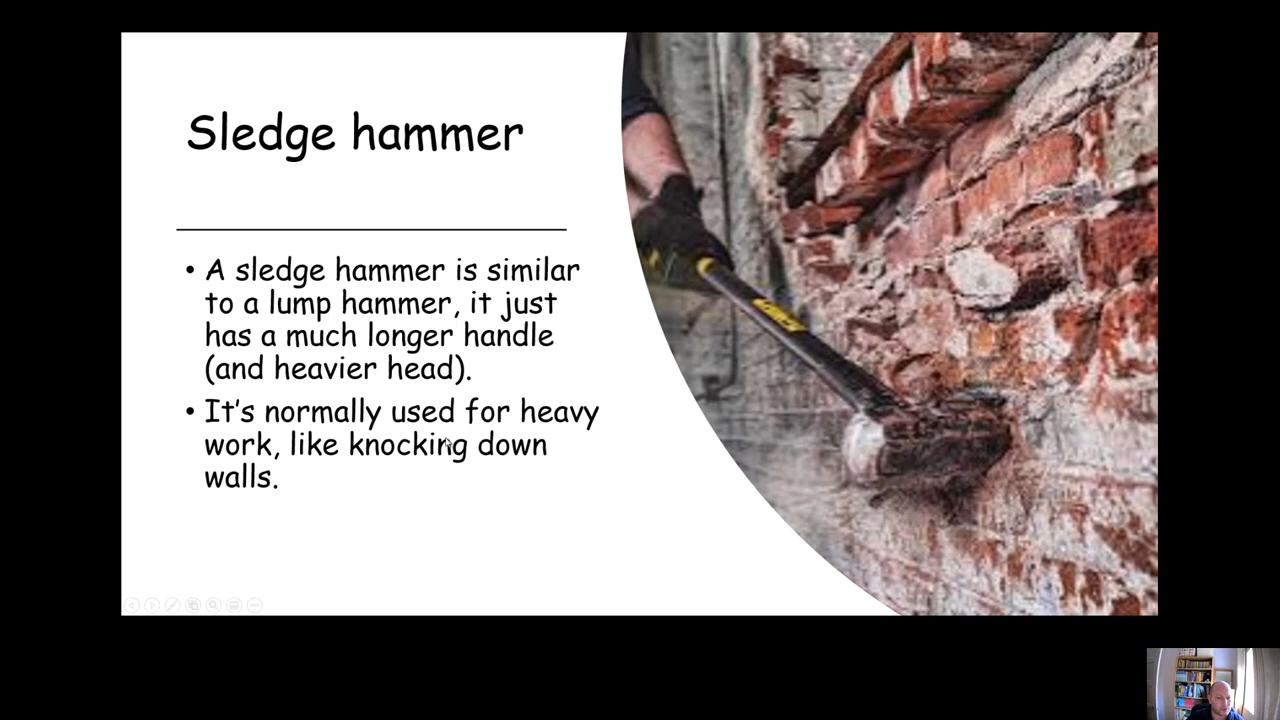 Sledge hammer
• A sledge hammer is similar
to a lump hammer, it just
has a much longer handle
(and heavier head).
• It's normally used for heavy
work, like knocking down
walls.